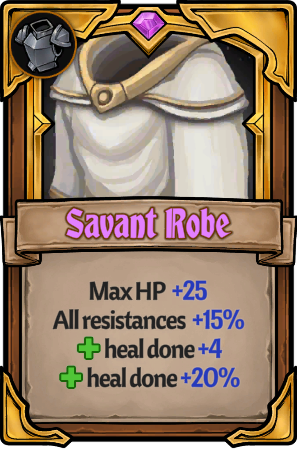 Savant Robe
Max HP +25
All resistances +15%
heal done +4
heal done +20%